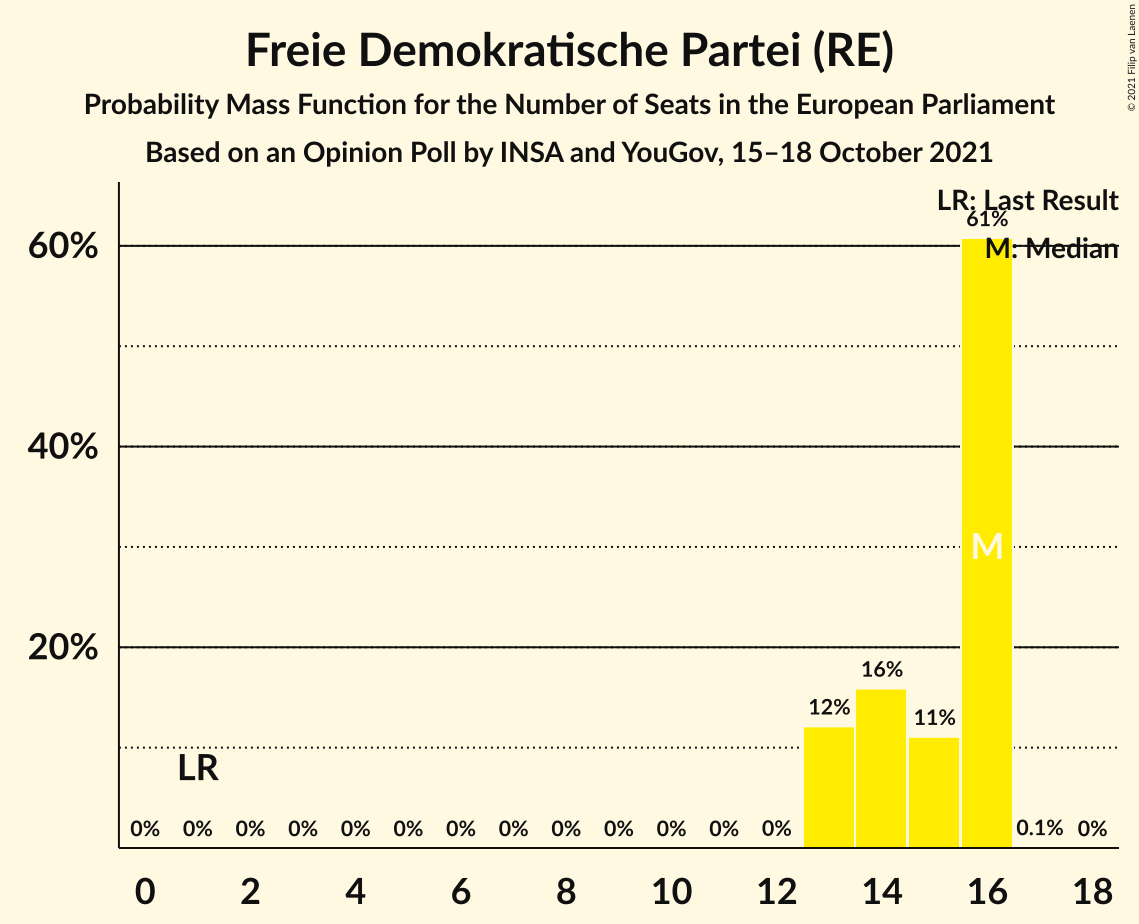 Freie Demokratische Partei (RE)
Probability Mass Function for the Number of Seats in the European Parliament
Based on an Opinion Poll by INSA and YouGov, 15–18 October 2021
© 2021 Filip van Laenen
LR: Last Result
M: Median
60%
40%
20%
61%
M
16%
12%
11%
LR
0% 0% 0% 0% 0% 0% 0% 0% 0% 0% 0% 0% 0% 0.1% 0%
0 2 4 6 8 10 12 14 16 18